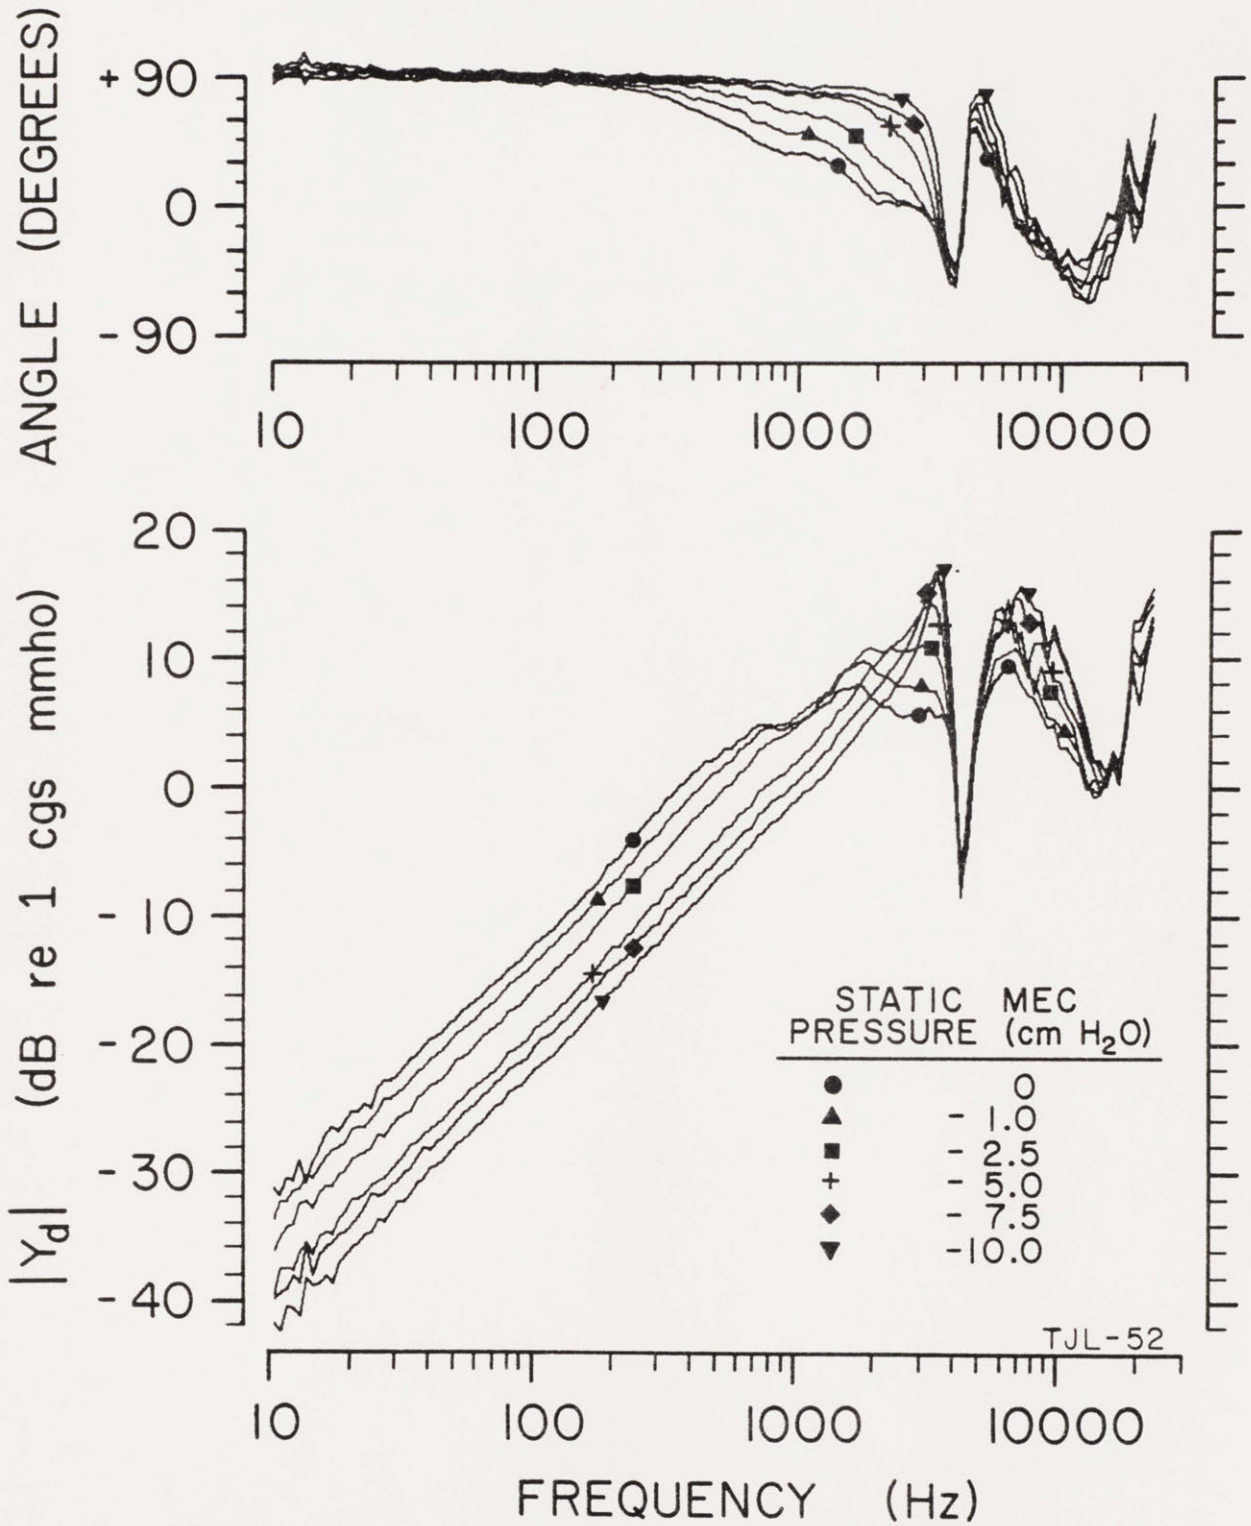 ANGLE (DEGREES)
+90
0
-90
10 100 1000 10000
|Yd| (dB re 1 cgs mmho)
20
10
0
-10
-20
-30
-40
STATIC MEC
PRESSURE (cm H₂O)
● 0
▲ -1.0
■ -2.5
+ -5.0
◆ -7.5
▼ -10.0
TJL-52
10 100 1000 10000
FREQUENCY (Hz)